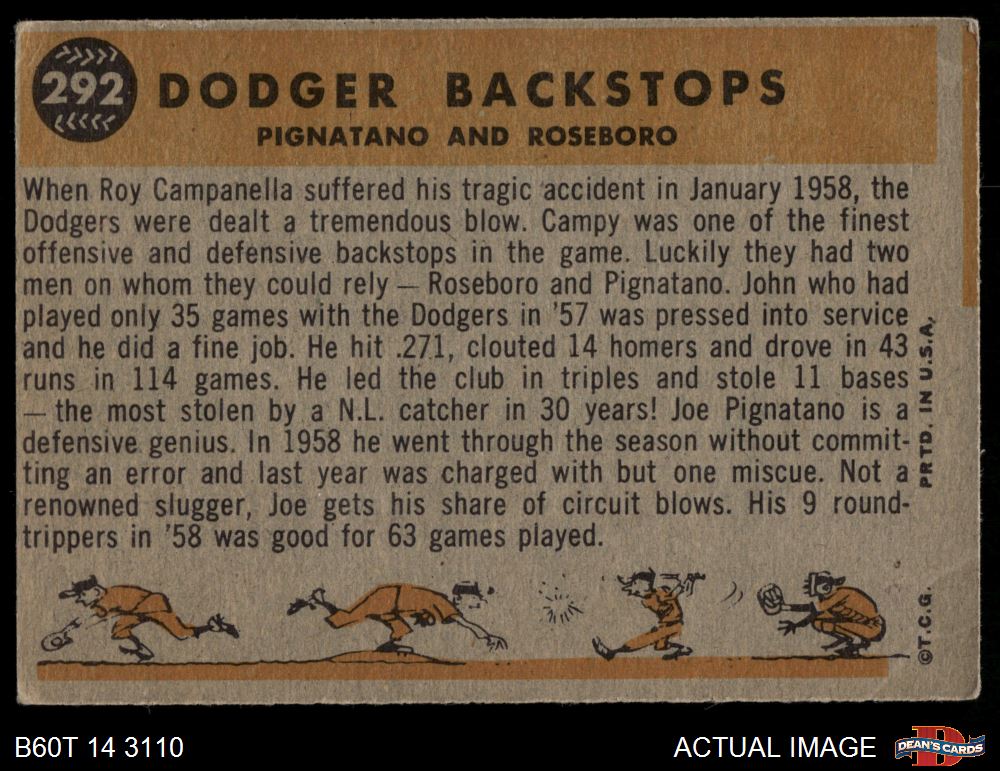 292
DODGER BACKSTOPS
PIGNATANO AND ROSEBORO
When Roy Campanella suffered his tragic accident in January 1958, the
Dodgers were dealt a tremendous blow. Campy was one of the finest
offensive and defensive backstops in the game. Luckily they had two
men on whom they could rely — Roseboro and Pignatano. John who had
played only 35 games with the Dodgers in '57 was pressed into service
and he did a fine job. He hit .271, clouted 14 homers and drove in 43
runs in 114 games. He led the club in triples and stole 11 bases
— the most stolen by a N.L. catcher in 30 years! Joe Pignatano is a
defensive genius. In 1958 he went through the season without commit-
ting an error and last year was charged with but one miscue. Not a
renowned slugger, Joe gets his share of circuit blows. His 9 round-
trippers in '58 was good for 63 games played.
©T.C.G. PRTD. IN U.S.A.
B60T 14 3110
ACTUAL IMAGE
D
DEAN'S CARDS